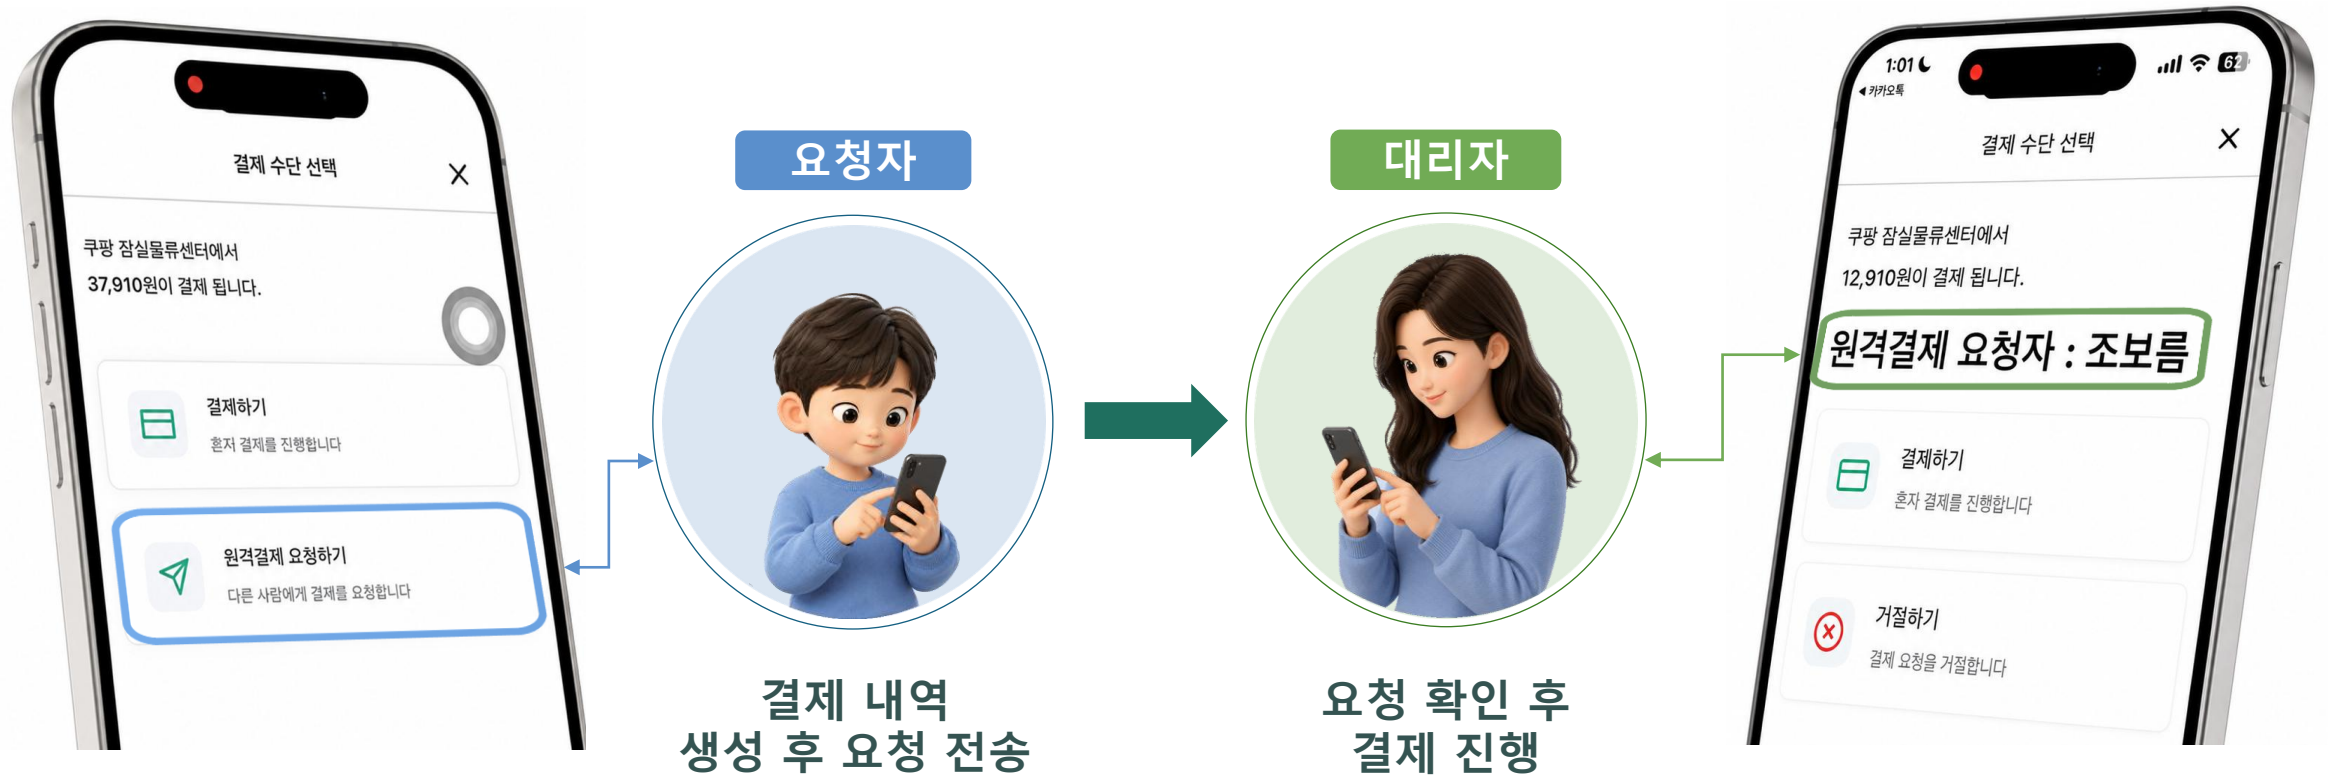 결제 수단 선택
쿠팡 잠실물류센터에서
37,910원이 결제 됩니다.
결제하기
혼자 결제를 진행합니다
원격결제 요청하기
다른 사람에게 결제를 요청합니다
요청자
결제 내역
생성 후 요청 전송
대리자
요청 확인 후
결제 진행
1:01
62
◀ 카카오톡
결제 수단 선택
쿠팡 잠실물류센터에서
12,910원이 결제 됩니다.
원격결제 요청자 : 조보름
결제하기
혼자 결제를 진행합니다
거절하기
결제 요청을 거절합니다